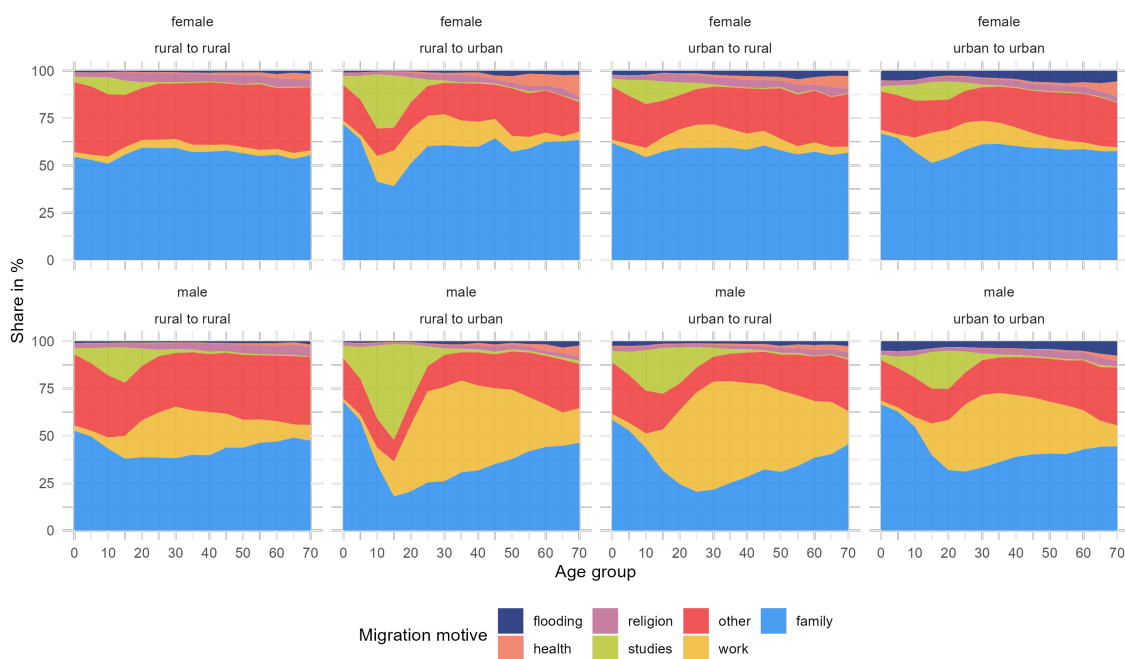 female female female female
rural to rural rural to urban urban to rural urban to urban
100
75
50
25
0
male male male male
rural to rural rural to urban urban to rural urban to urban
100
75
50
25
0
0 10 20 30 40 50 60 70 0 10 20 30 40 50 60 70 0 10 20 30 40 50 60 70 0 10 20 30 40 50 60 70
Share in %
Age group
Migration motive
flooding religion other family
health studies work